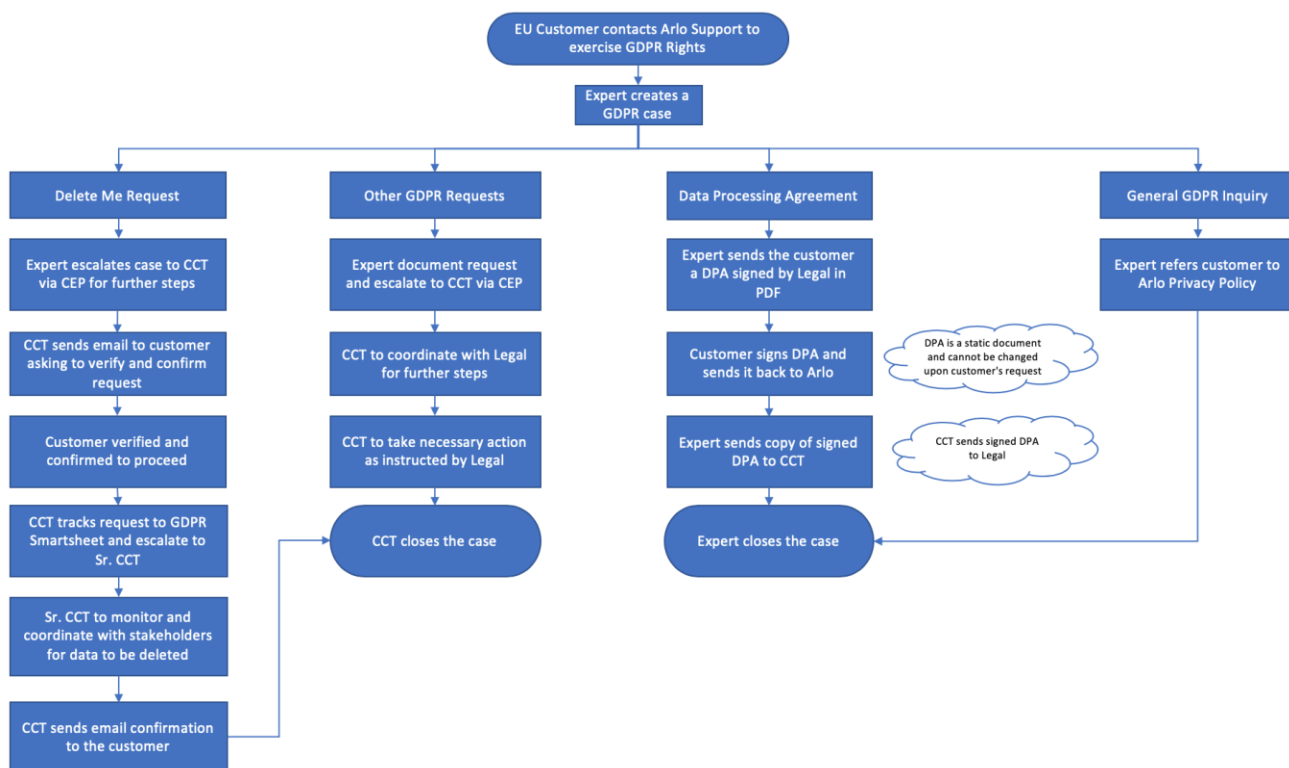 EU Customer contacts Arlo Support to
exercise GDPR Rights
Expert creates a
GDPR case
Delete Me Request
Other GDPR Requests
Data Processing Agreement
General GDPR Inquiry
Expert escalates case to CCT
via CEP for further steps
Expert document request
and escalate to CCT via CEP
Expert sends the customer
a DPA signed by Legal in
PDF
Expert refers customer to
Arlo Privacy Policy
CCT sends email to customer
asking to verify and confirm
request
CCT to coordinate with Legal
for further steps
Customer signs DPA and
sends it back to Arlo
DPA is a static document
and cannot be changed
upon customer's request
Customer verified and
confirmed to proceed
CCT to take necessary action
as instructed by Legal
Expert sends copy of signed
DPA to CCT
CCT sends signed DPA
to Legal
CCT tracks request to GDPR
Smartsheet and escalate to
Sr. CCT
CCT closes the case
Expert closes the case
Sr. CCT to monitor and
coordinate with stakeholders
for data to be deleted
CCT sends email confirmation
to the customer